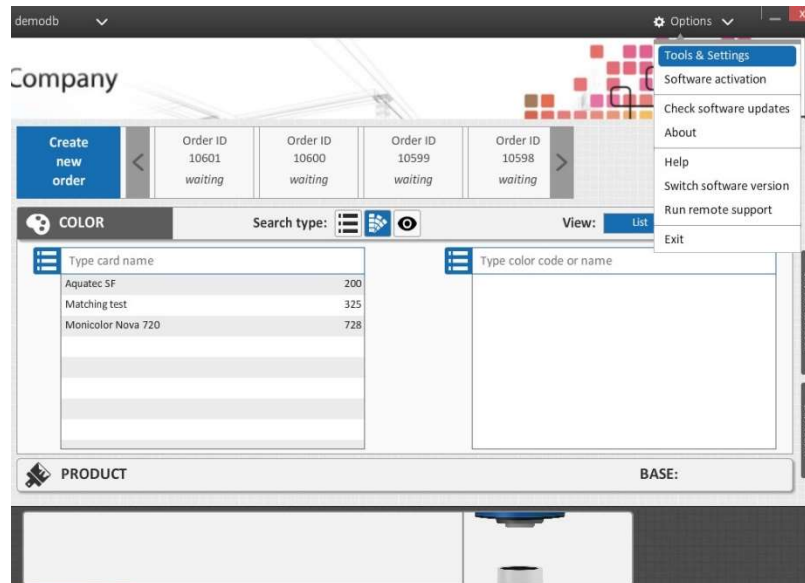 demodb
Options
Tools & Settings
Software activation
Check software updates
About
Help
Switch software version
Run remote support
Exit
Company
Create
new
order
Order ID
10601
waiting
Order ID
10600
waiting
Order ID
10599
waiting
Order ID
10598
waiting
COLOR
Search type:
View:
List
Type card name
Aquatec SF 200
Matching test 325
Monicolor Nova 720 728
Type color code or name
PRODUCT
BASE: